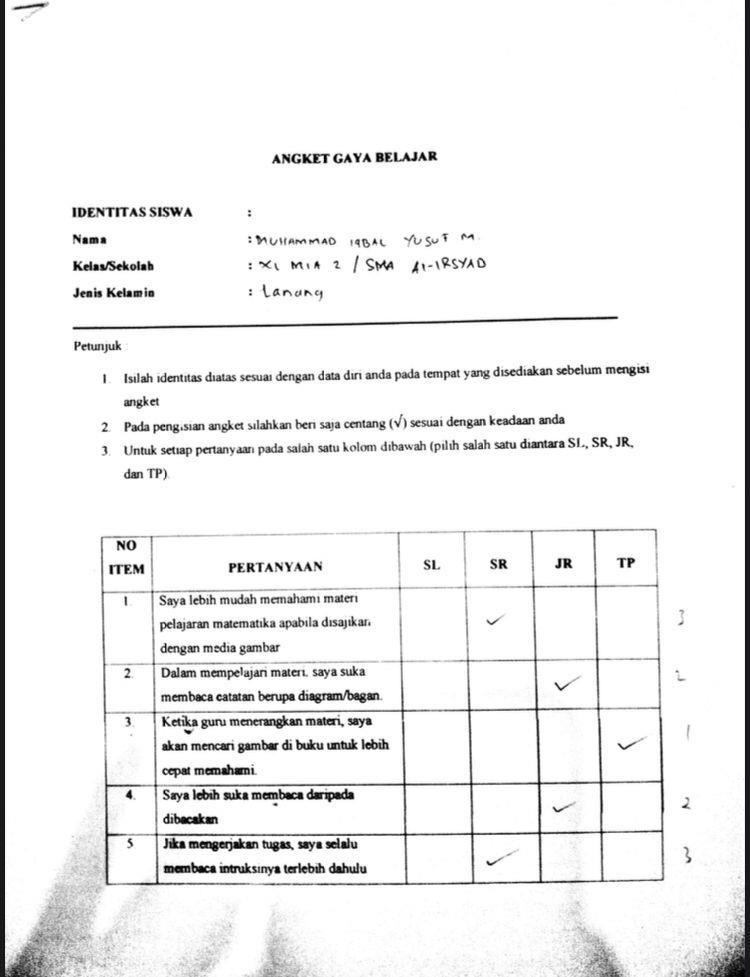 ANGKET GAYA BELAJAR
IDENTITAS SISWA :
Nama : MUHAMMAD IQBAL YUSUF M.
Kelas/Sekolah : XI MIA 2 / SMA Al-IRSYAD
Jenis Kelamin : Lanang
Petunjuk :
1. Isilah identitas diatas sesuai dengan data diri anda pada tempat yang disediakan sebelum mengisi
angket
2. Pada pengisian angket silahkan beri saja centang (√) sesuai dengan keadaan anda
3. Untuk setiap pertanyaan pada salah satu kolom dibawah (pilih salah satu diantara SL, SR, JR,
dan TP).
NO ITEM PERTANYAAN SL SR JR TP
1. Saya lebih mudah memahami materi
pelajaran matematika apabila disajikan ✓ 3
dengan media gambar
2. Dalam mempelajari materi, saya suka 2
membaca catatan berupa diagram/bagan. ✓
3. Ketika guru menerangkan materi, saya 1
akan mencari gambar di buku untuk lebih ✓
cepat memahami.
4. Saya lebih suka membaca daripada ✓ 2
dibacakan
5 Jika mengerjakan tugas, saya selalu ✓ 3
membaca intruksinya terlebih dahulu